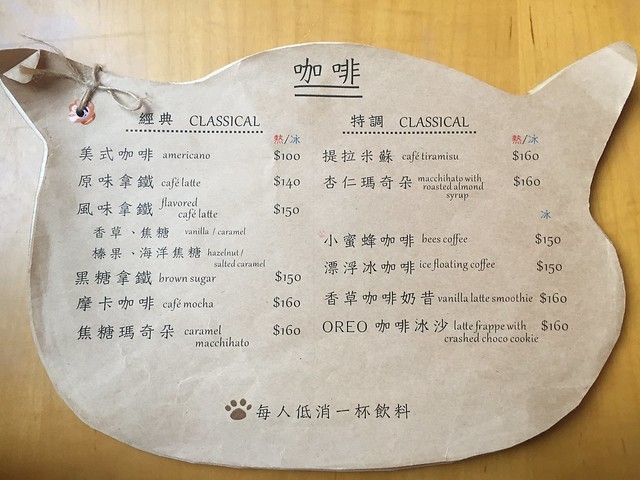 咖啡
經典 CLASSICAL
熱/冰
美式咖啡 americano $100
原味拿鐵 café latte $140
風味拿鐵 flavored café latte $150
香草、焦糖 vanilla / caramel
榛果、海洋焦糖 hazelnut / salted caramel
黑糖拿鐵 brown sugar $150
摩卡咖啡 café mocha $160
焦糖瑪奇朵 caramel macchihato $160
特調 CLASSICAL
熱/冰
提拉米蘇 café tiramisu $160
杏仁瑪奇朵 macchihato with roasted almond syrup $160
冰
小蜜蜂咖啡 bees coffee $150
漂浮冰咖啡 ice floating coffee $150
香草咖啡奶昔 vanilla latte smoothie $160
OREO 咖啡冰沙 latte frappe with crashed choco cookie $160
每人低消一杯飲料